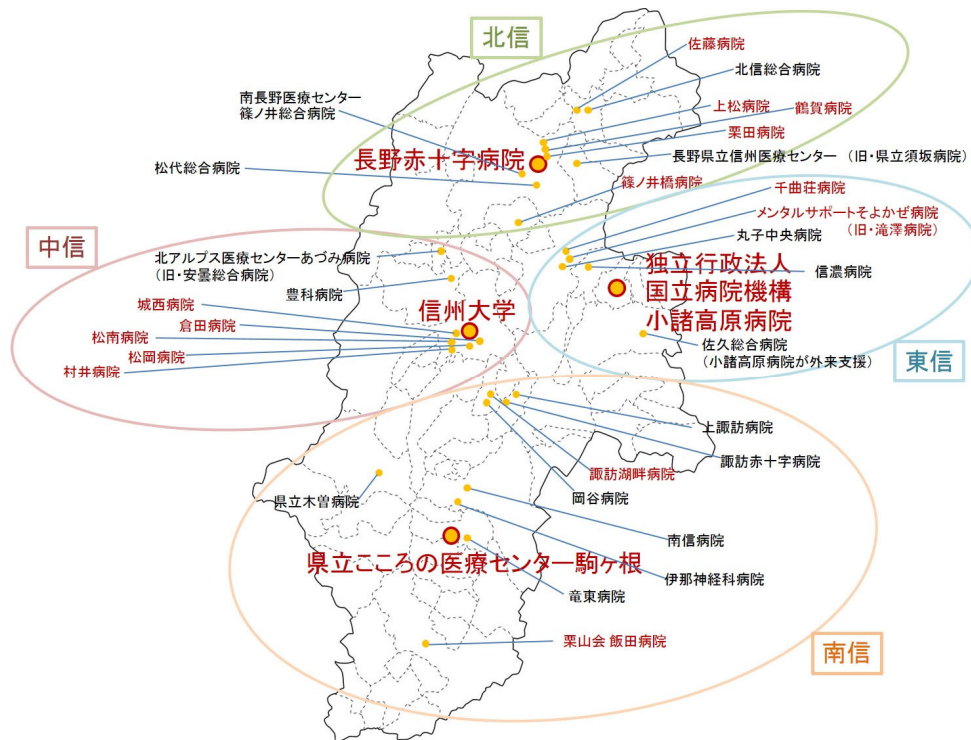 北信
佐藤病院
北信総合病院
南長野医療センター
篠ノ井総合病院
上松病院
鶴賀病院
栗田病院
長野赤十字病院
長野県立信州医療センター（旧・県立須坂病院）
松代総合病院
篠ノ井橋病院
千曲荘病院
メンタルサポートそよかぜ病院
（旧・滝澤病院）
丸子中央病院
信濃病院
中信
北アルプス医療センターあづみ病院
（旧・安曇総合病院）
豊科病院
独立行政法人
国立病院機構
小諸高原病院
城西病院
信州大学
倉田病院
松南病院
松岡病院
村井病院
佐久総合病院
（小諸高原病院が外来支援）
東信
上諏訪病院
諏訪赤十字病院
諏訪湖畔病院
岡谷病院
県立木曽病院
南信病院
県立こころの医療センター駒ヶ根
伊那神経科病院
竜東病院
栗山会 飯田病院
南信